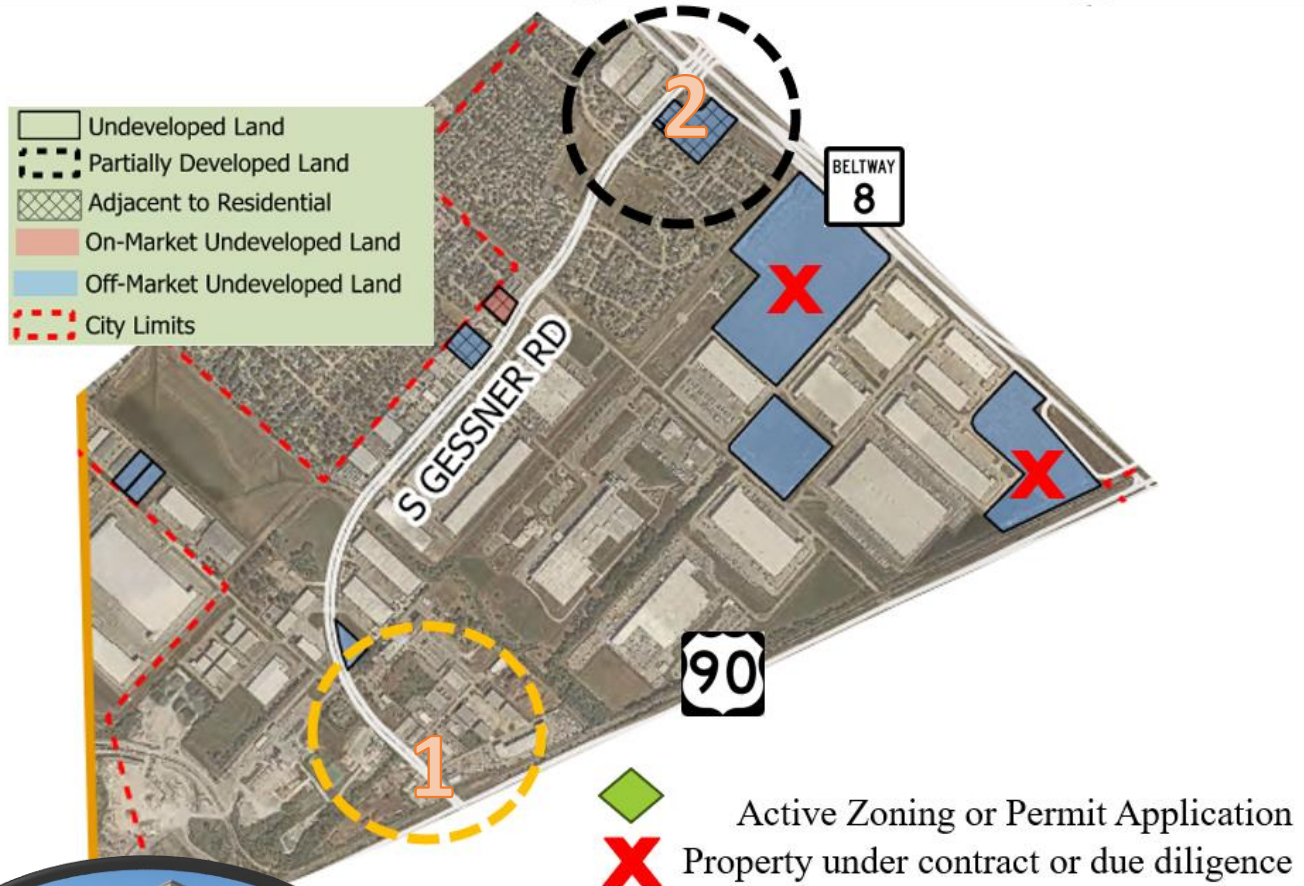 2
Undeveloped Land
Partially Developed Land
Adjacent to Residential
On-Market Undeveloped Land
Off-Market Undeveloped Land
City Limits
BELTWAY
8
X
S GESSNER RD
X
90
1
Active Zoning or Permit Application
X Property under contract or due diligence